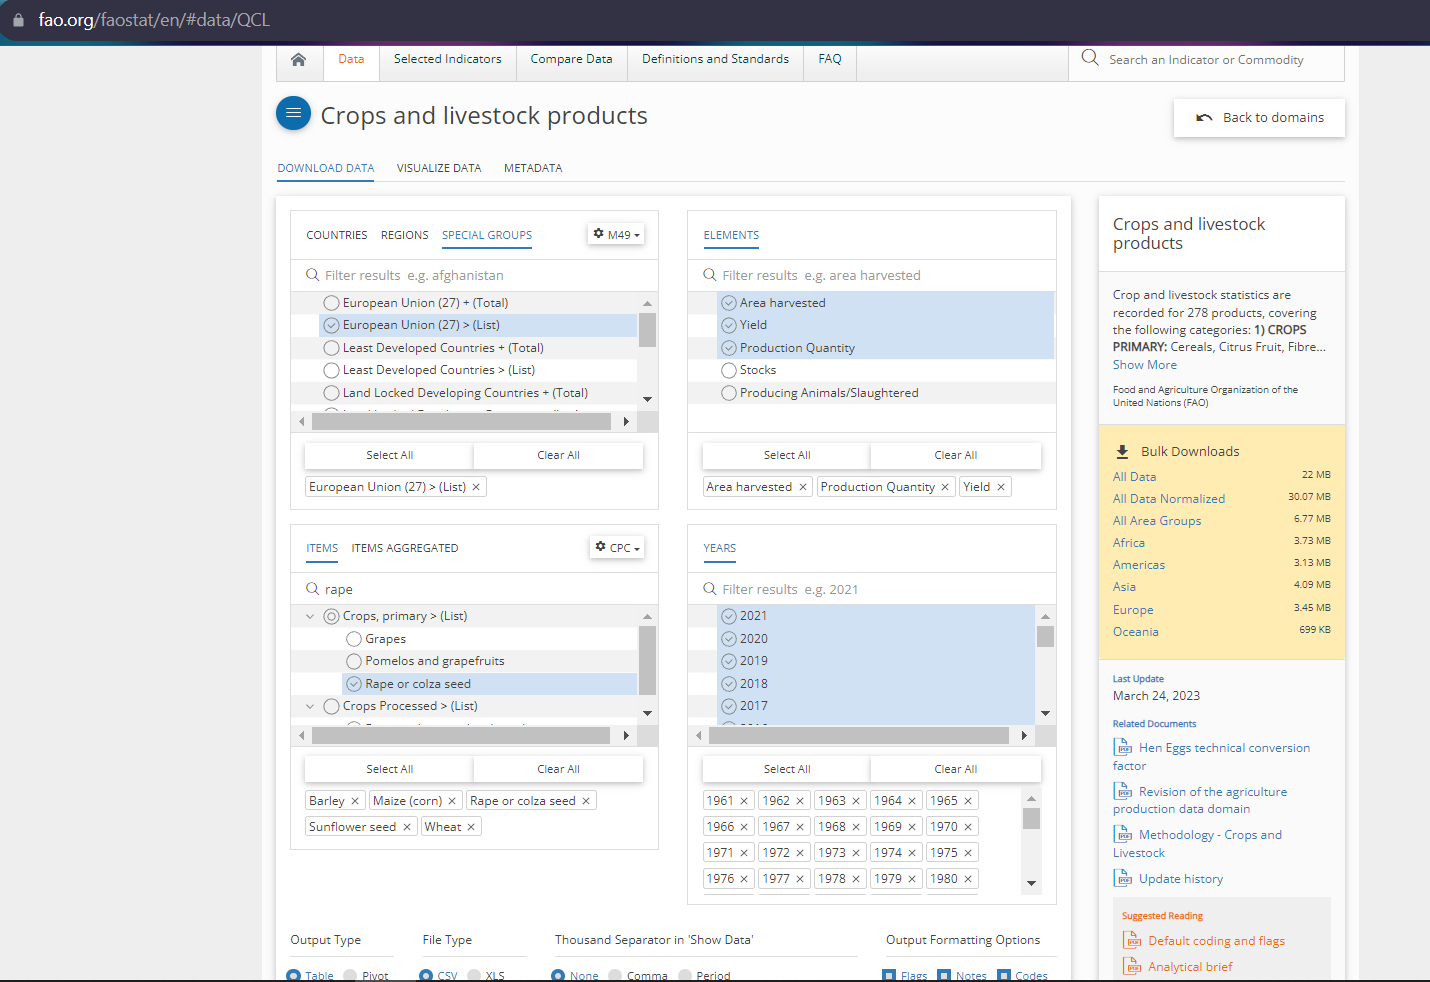 fao.org/faostat/en/#data/QCL
Data
Selected Indicators
Compare Data
Definitions and Standards
FAQ
Search an Indicator or Commodity
Crops and livestock products
Back to domains
DOWNLOAD DATA
VISUALIZE DATA
METADATA
COUNTRIES
REGIONS
SPECIAL GROUPS
M49
Filter results e.g. afghanistan
European Union (27) + (Total)
European Union (27) > (List)
Least Developed Countries + (Total)
Least Developed Countries > (List)
Land Locked Developing Countries + (Total)
Select All
Clear All
European Union (27) > (List) ×
ELEMENTS
Filter results e.g. area harvested
Area harvested
Yield
Production Quantity
Stocks
Producing Animals/Slaughtered
Select All
Clear All
Area harvested ×
Production Quantity ×
Yield ×
ITEMS
ITEMS AGGREGATED
CPC
rape
Crops, primary > (List)
Grapes
Pomelos and grapefruits
Rape or colza seed
Crops Processed > (List)
Select All
Clear All
Barley ×
Maize (corn) ×
Rape or colza seed ×
Sunflower seed ×
Wheat ×
YEARS
Filter results e.g. 2021
2021
2020
2019
2018
2017
Select All
Clear All
1961 × 1962 × 1963 × 1964 × 1965 ×
1966 × 1967 × 1968 × 1969 × 1970 ×
1971 × 1972 × 1973 × 1974 × 1975 ×
1976 × 1977 × 1978 × 1979 × 1980 ×
Output Type
Table
Pivot
File Type
CSV
XLS
Thousand Separator in 'Show Data'
None
Comma
Period
Output Formatting Options
Flags
Notes
Codes
Crops and livestock
products
Crop and livestock statistics are
recorded for 278 products, covering
the following categories: 1) CROPS
PRIMARY: Cereals, Citrus Fruit, Fibre...
Show More
Food and Agriculture Organization of the
United Nations (FAO)
Bulk Downloads
All Data 22 MB
All Data Normalized 30.07 MB
All Area Groups 6.77 MB
Africa 3.73 MB
Americas 3.13 MB
Asia 4.09 MB
Europe 3.45 MB
Oceania 699 KB
Last Update
March 24, 2023
Related Documents
Hen Eggs technical conversion
factor
Revision of the agriculture
production data domain
Methodology - Crops and
Livestock
Update history
Suggested Reading
Default coding and flags
Analytical brief